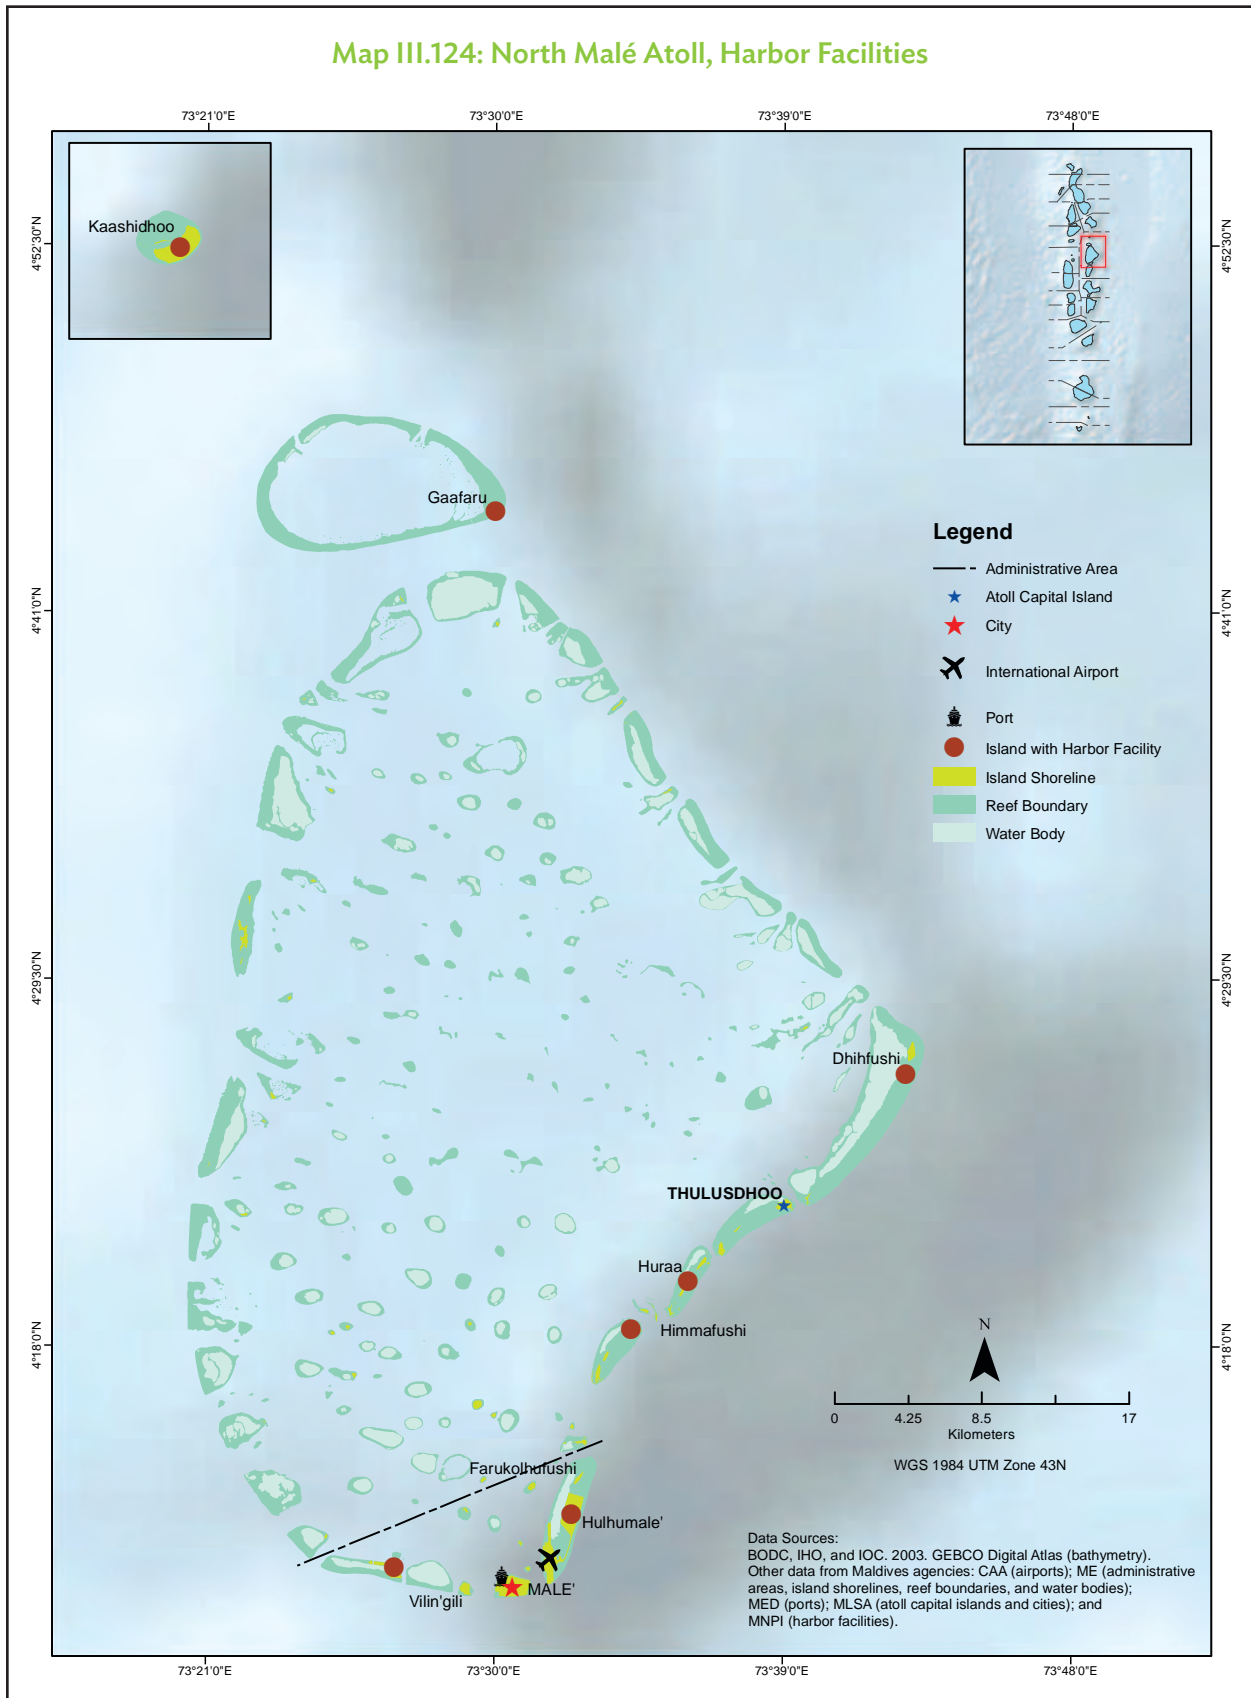 Map III.124: North Malé Atoll, Harbor Facilities
73°21'0"E
73°30'0"E
73°39'0"E
73°48'0"E
4°52'30"N
4°52'30"N
Kaashidhoo
Gaafaru
Legend
Administrative Area
Atoll Capital Island
City
International Airport
Port
Island with Harbor Facility
Island Shoreline
Reef Boundary
Water Body
4°41'0"N
4°41'0"N
4°29'30"N
4°29'30"N
Dhihfushi
THULUSDHOO
Huraa
Himmafushi
4°18'0"N
4°18'0"N
N
0
4.25
8.5
17
Kilometers
WGS 1984 UTM Zone 43N
Farukolhufushi
Hulhumale'
MALE'
Vilin'gili
Data Sources:
BODC, IHO, and IOC. 2003. GEBCO Digital Atlas (bathymetry).
Other data from Maldives agencies: CAA (airports); ME (administrative
areas, island shorelines, reef boundaries, and water bodies);
MED (ports); MLSA (atoll capital islands and cities); and
MNPI (harbor facilities).
73°21'0"E
73°30'0"E
73°39'0"E
73°48'0"E